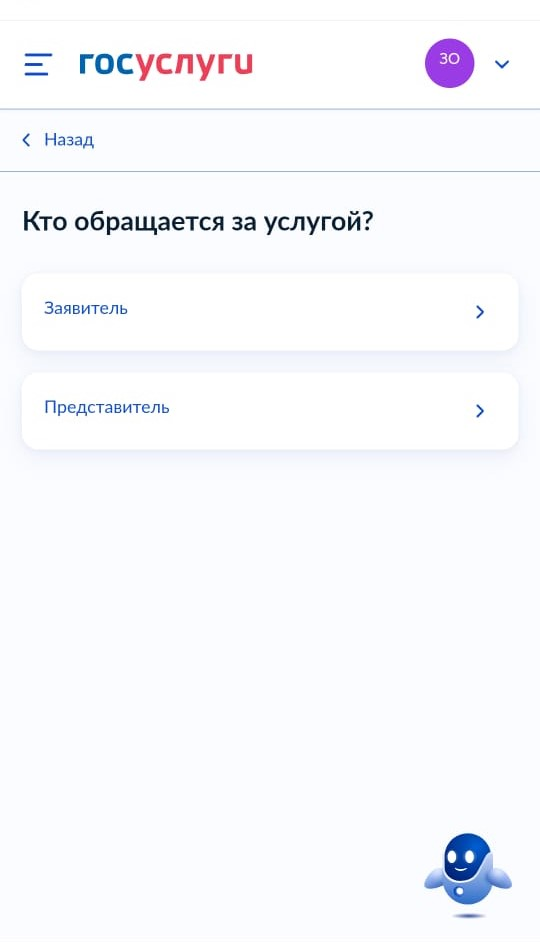 госуслуги
ЗО
Назад
Кто обращается за услугой?
Заявитель
Представитель